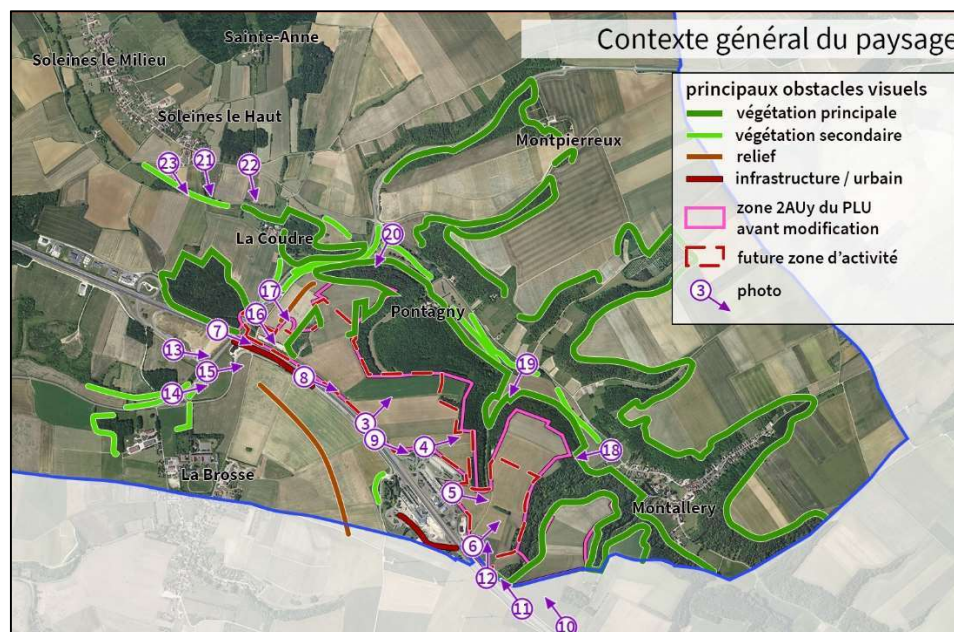 Contexte général du paysage
principaux obstacles visuels
végétation principale
végétation secondaire
relief
infrastructure / urbain
zone 2AUy du PLU
avant modification
future zone d'activité
3 photo
Sainte-Anne
Soleines le Milieu
Soleines le Haut
Montpierreux
23 21 22
La Coudre
20
17
Pontagny
16
7
13
15
19
8
14
3
9 4
18
La Brosse
5
Montallery
6
12
11
10